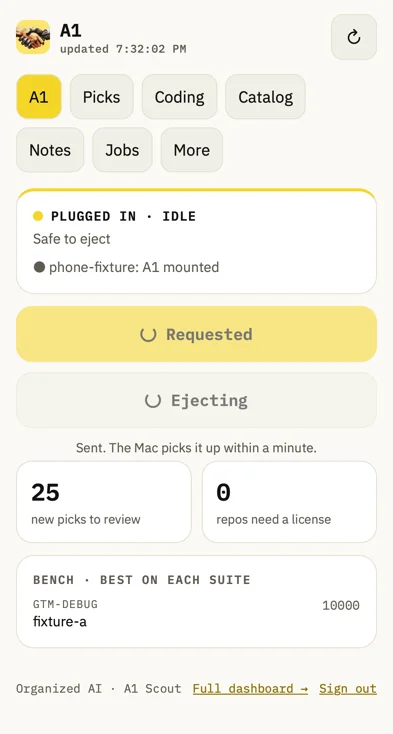 A1
updated 7:32:02 PM
A1 Picks Coding Catalog
Notes Jobs More
PLUGGED IN · IDLE
Safe to eject
phone-fixture: A1 mounted
Requested
Ejecting
Sent. The Mac picks it up within a minute.
25
new picks to review
0
repos need a license
BENCH · BEST ON EACH SUITE
GTM-DEBUG 10000
fixture-a
Organized AI · A1 Scout Full dashboard → Sign out